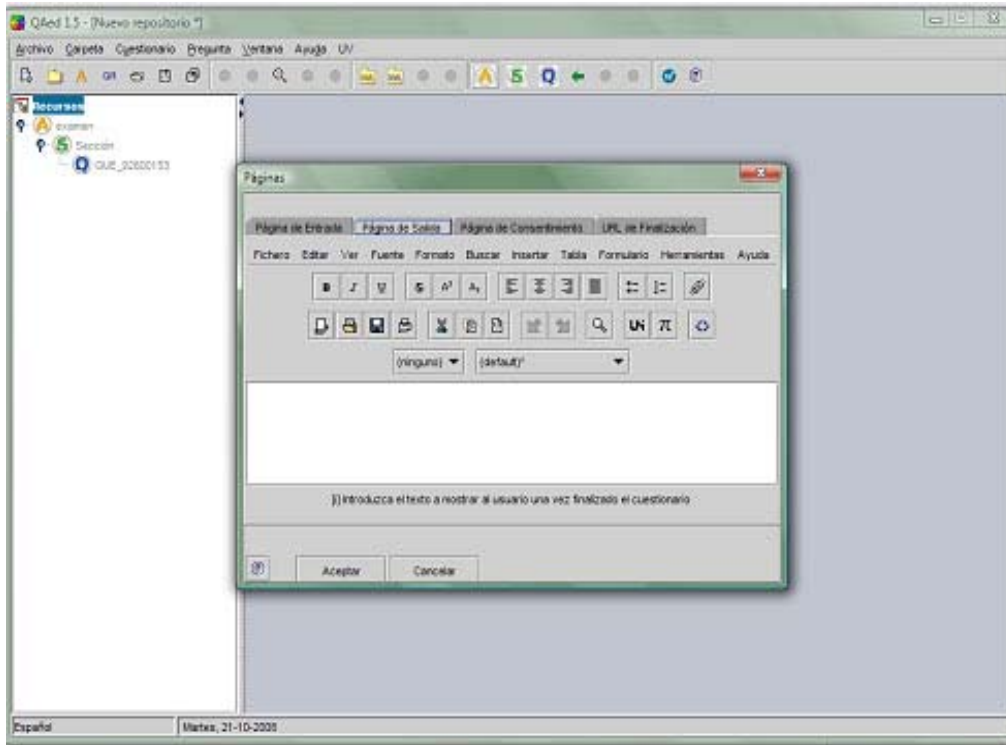 QAed 1.5 - [Nuevo repositorio *]
Archivo Carpeta Cuestionario Pregunta Ventana Ayuda UV
Recursos
examen
Sección
Páginas
Página de Entrada Página de Salida Página de Consentimiento URL de Finalización
Fichero Editar Ver Fuente Formato Buscar Insertar Tabla Formulario Herramientas Ayuda
(ninguno) (default)*
[i] Introduzca el texto a mostrar al usuario una vez finalizado el cuestionario
Aceptar Cancelar
Español Martes, 21-10-2008